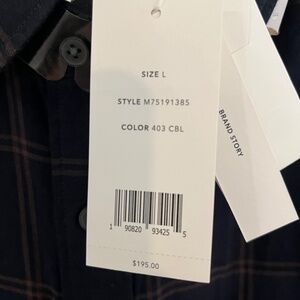 SIZE L
STYLE M75191385
COLOR 403 CBL
1 90820 93425 5
$195.00
BRAND STORY